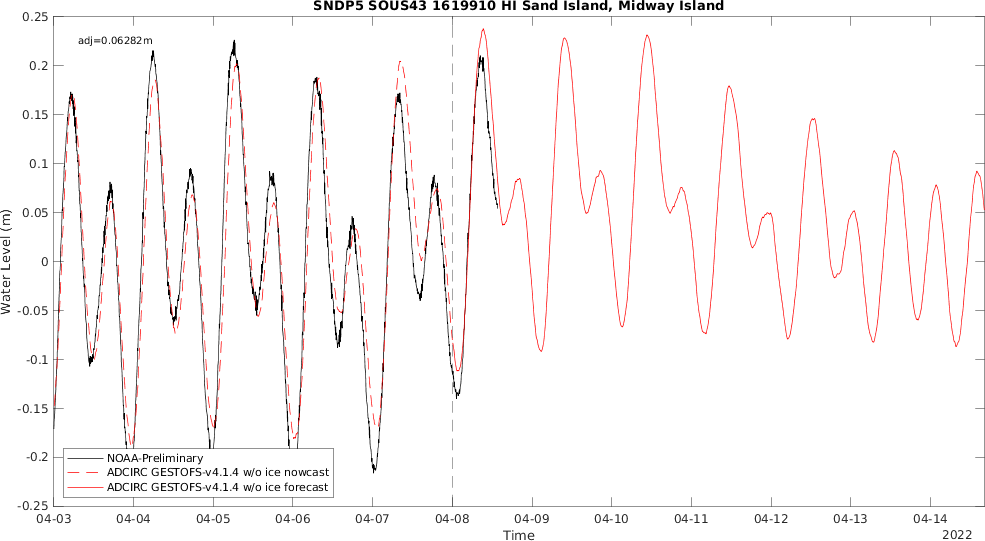 SNDP5 SOUS43 1619910 HI Sand Island, Midway Island
adj=0.06282m
0.25
0.2
0.15
0.1
0.05
0
-0.05
-0.1
-0.15
-0.2
-0.25
Water Level (m)
NOAA-Preliminary
ADCIRC GESTOFS-v4.1.4 w/o ice nowcast
ADCIRC GESTOFS-v4.1.4 w/o ice forecast
04-03 04-04 04-05 04-06 04-07 04-08 04-09 04-10 04-11 04-12 04-13 04-14
Time
2022